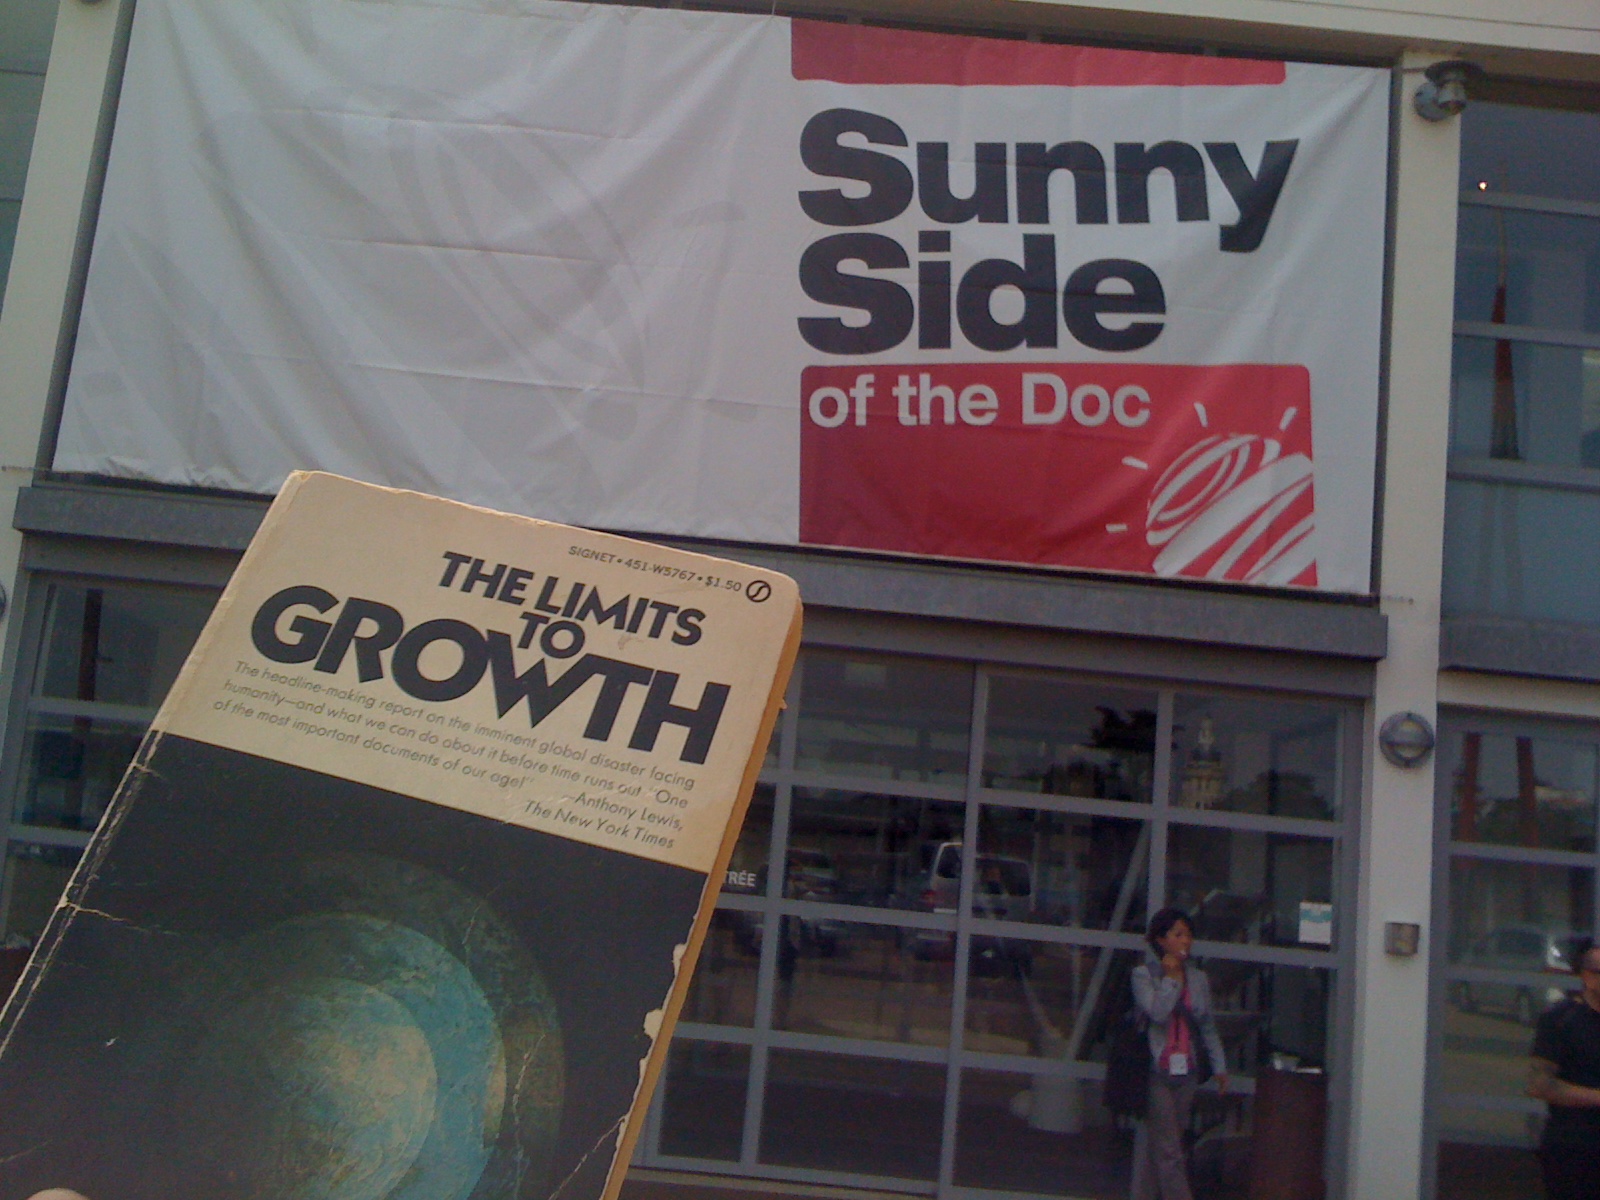 Sunny
Side
of the Doc
SIGNET • 451-W5767 • $1.50
THE LIMITS
TO
GROWTH
The headline-making report on the imminent global disaster facing
humanity—and what we can do about it before time runs out. "One
of the most important documents of our age!"
—Anthony Lewis,
The New York Times
TRÉE